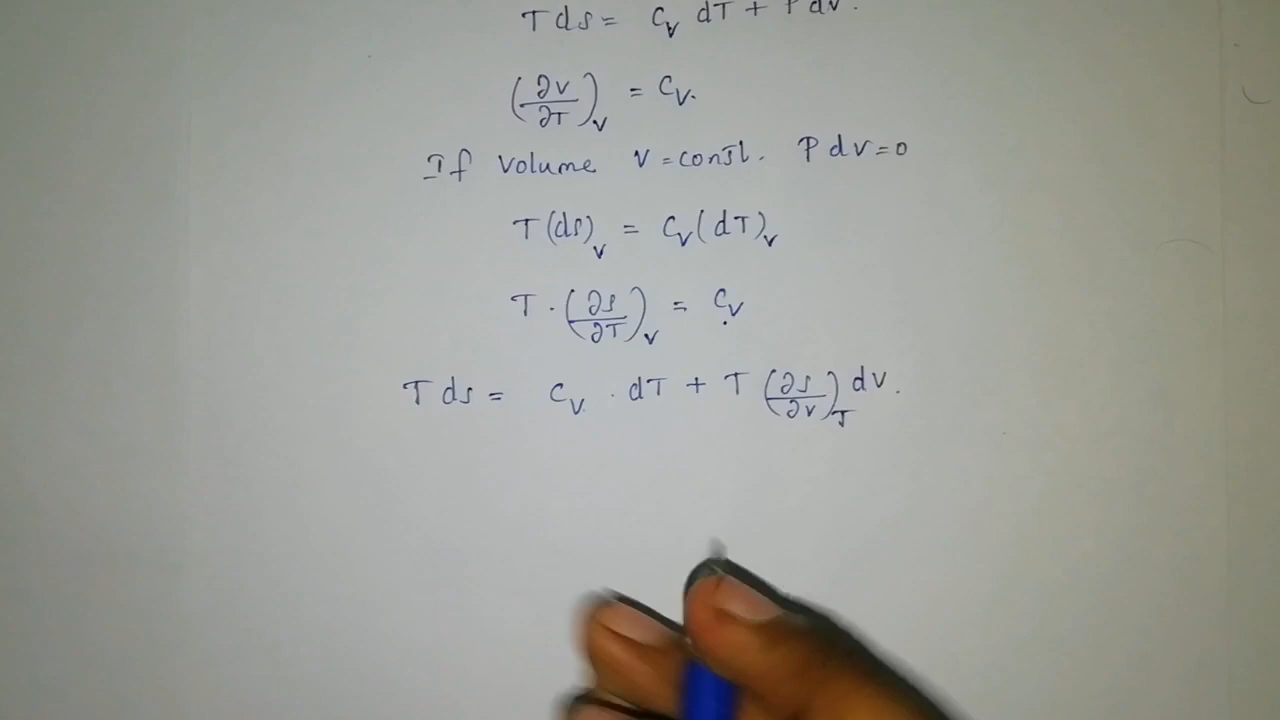 T ds = Cv dT + P dv.
(∂V/∂T)v = Cv.
If Volume V = const. P dv = 0
T(ds)v = Cv(dT)v
T · (∂s/∂T)v = Cv
T ds = Cv · dT + T (∂s/∂v)T dv.